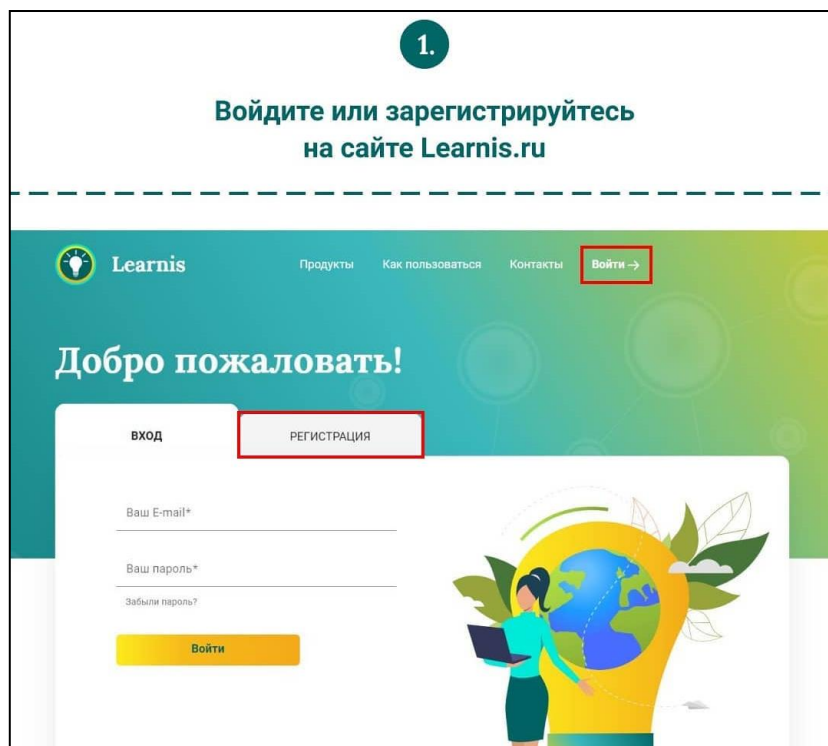 1.
Войдите или зарегистрируйтесь
на сайте Learnis.ru
Learnis Продукты Как пользоваться Контакты Войти →
Добро пожаловать!
ВХОД РЕГИСТРАЦИЯ
Ваш E-mail*
Ваш пароль*
Забыли пароль?
Войти